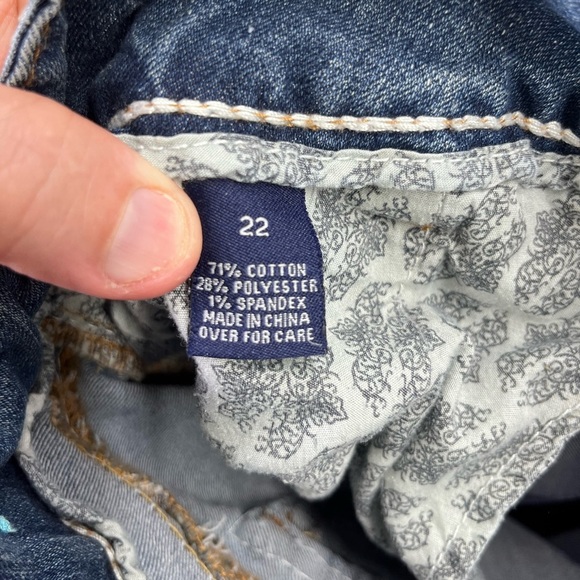 22
71% COTTON
28% POLYESTER
1% SPANDEX
MADE IN CHINA
OVER FOR CARE